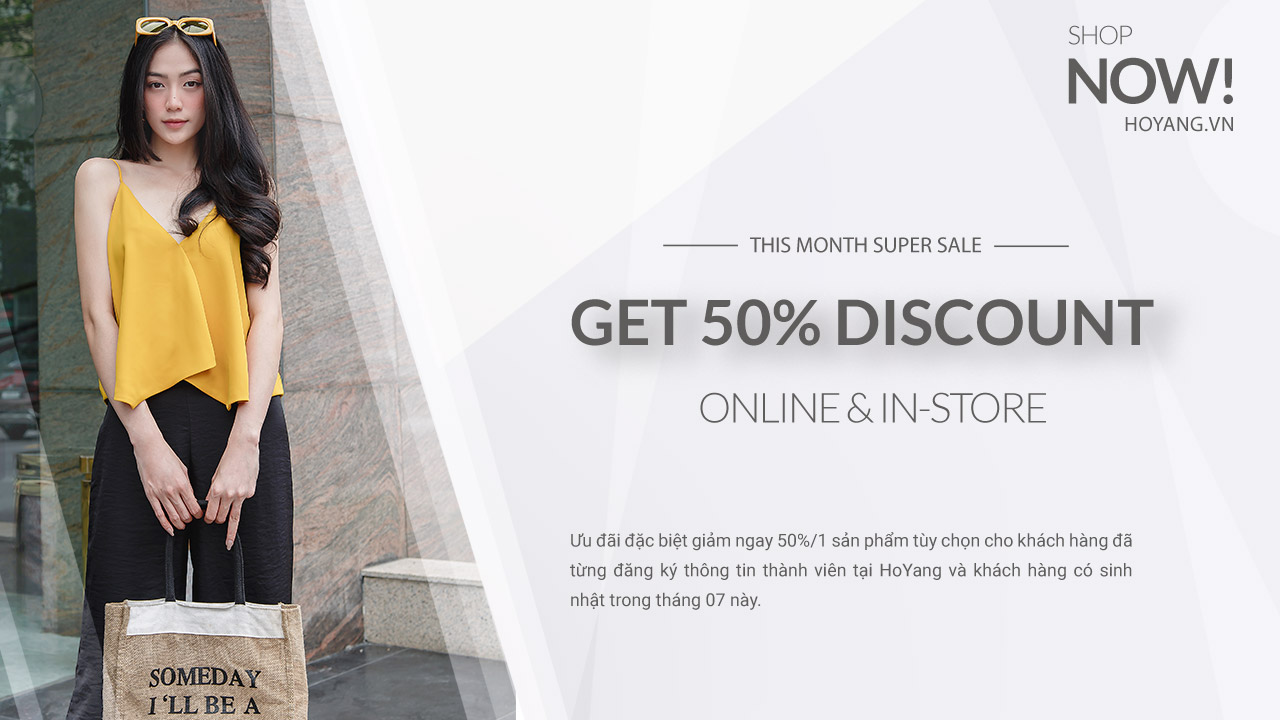 SHOP
NOW!
HOYANG.VN
THIS MONTH SUPER SALE
GET 50% DISCOUNT
ONLINE & IN-STORE
Ưu đãi đặc biệt giảm ngay 50%/1 sản phẩm tùy chọn cho khách hàng đã
từng đăng ký thông tin thành viên tại HoYang và khách hàng có sinh
nhật trong tháng 07 này.
SOMEDAY
I 'LL BE A